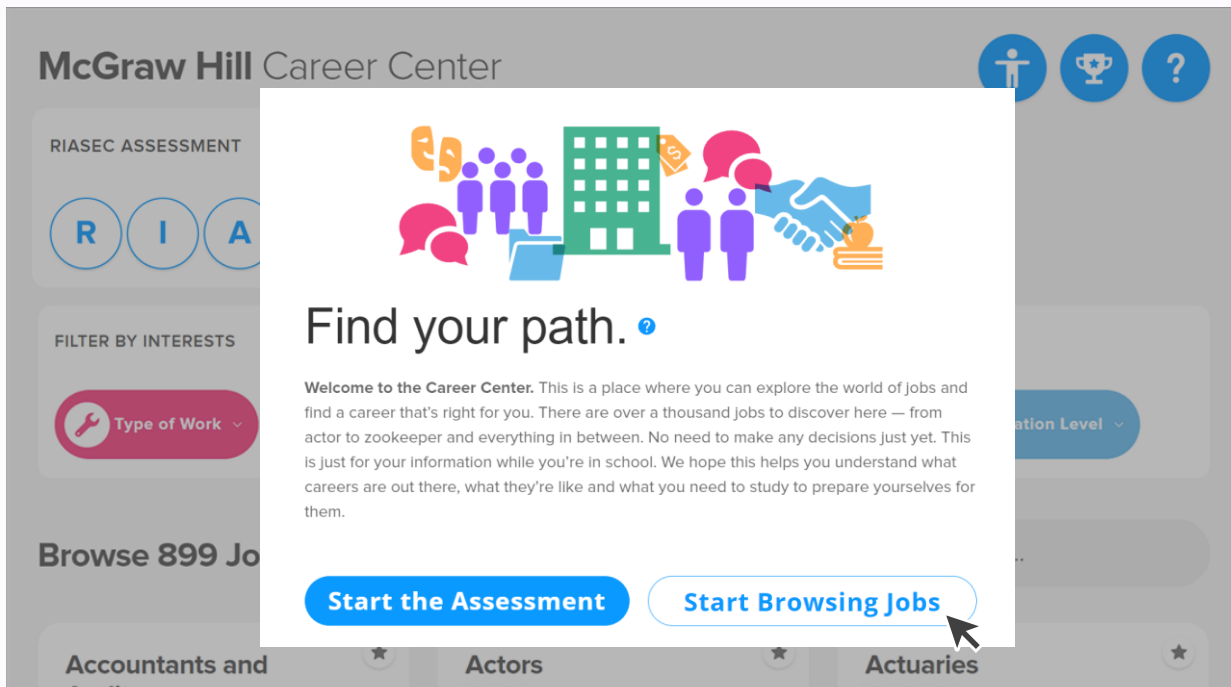 McGraw Hill Career Center
?
RIASEC ASSESSMENT
R I A
$
Find your path. ?
FILTER BY INTERESTS
Welcome to the Career Center. This is a place where you can explore the world of jobs and
find a career that's right for you. There are over a thousand jobs to discover here — from
actor to zookeeper and everything in between. No need to make any decisions just yet. This
is just for your information while you're in school. We hope this helps you understand what
careers are out there, what they're like and what you need to study to prepare yourselves for
them.
Type of Work
ation Level
Browse 899 Jo
..
Start the Assessment
Start Browsing Jobs
Accountants and
Actors
Actuaries